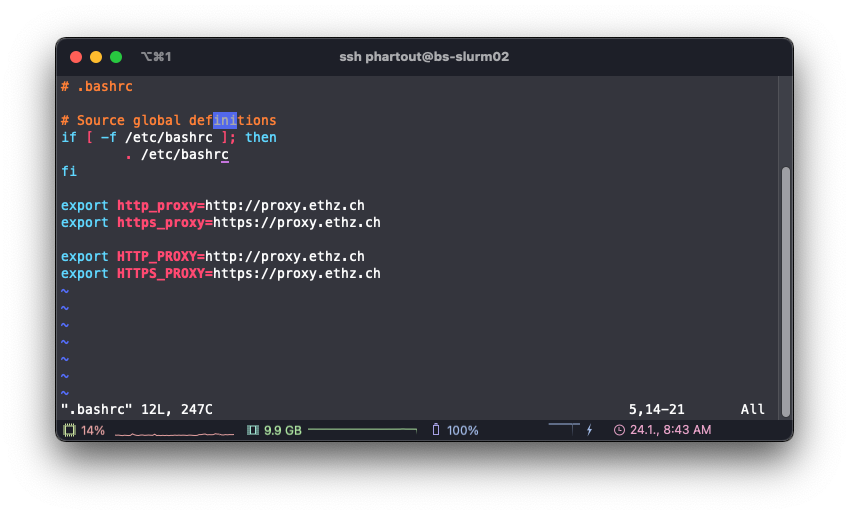 ⌥⌘1
ssh phartout@bs-slurm02
# .bashrc

# Source global definitions
if [ -f /etc/bashrc ]; then
        . /etc/bashrc
fi

export http_proxy=http://proxy.ethz.ch
export https_proxy=https://proxy.ethz.ch

export HTTP_PROXY=http://proxy.ethz.ch
export HTTPS_PROXY=https://proxy.ethz.ch
~
~
~
~
~
~
~
".bashrc" 12L, 247C 5,14-21 All
14% 9.9 GB 100% 24.1., 8:43 AM